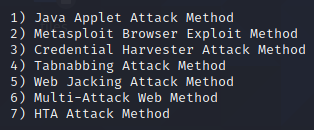 1) Java Applet Attack Method
2) Metasploit Browser Exploit Method
3) Credential Harvester Attack Method
4) Tabnabbing Attack Method
5) Web Jacking Attack Method
6) Multi-Attack Web Method
7) HTA Attack Method